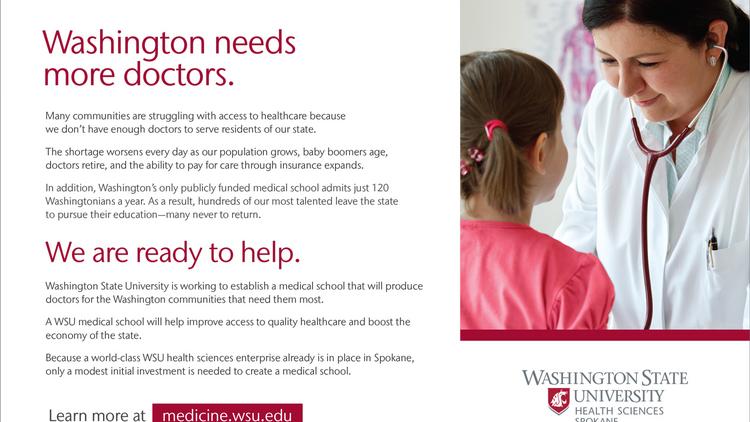 Washington needs
more doctors.
Many communities are struggling with access to healthcare because
we don't have enough doctors to serve residents of our state.
The shortage worsens every day as our population grows, baby boomers age,
doctors retire, and the ability to pay for care through insurance expands.
In addition, Washington's only publicly funded medical school admits just 120
Washingtonians a year. As a result, hundreds of our most talented leave the state
to pursue their education—many never to return.
We are ready to help.
Washington State University is working to establish a medical school that will produce
doctors for the Washington communities that need them most.
A WSU medical school will help improve access to quality healthcare and boost the
economy of the state.
Because a world-class WSU health sciences enterprise already is in place in Spokane,
only a modest initial investment is needed to create a medical school.
Learn more at medicine.wsu.edu
WASHINGTON STATE
UNIVERSITY
HEALTH SCIENCES
SPOKANE